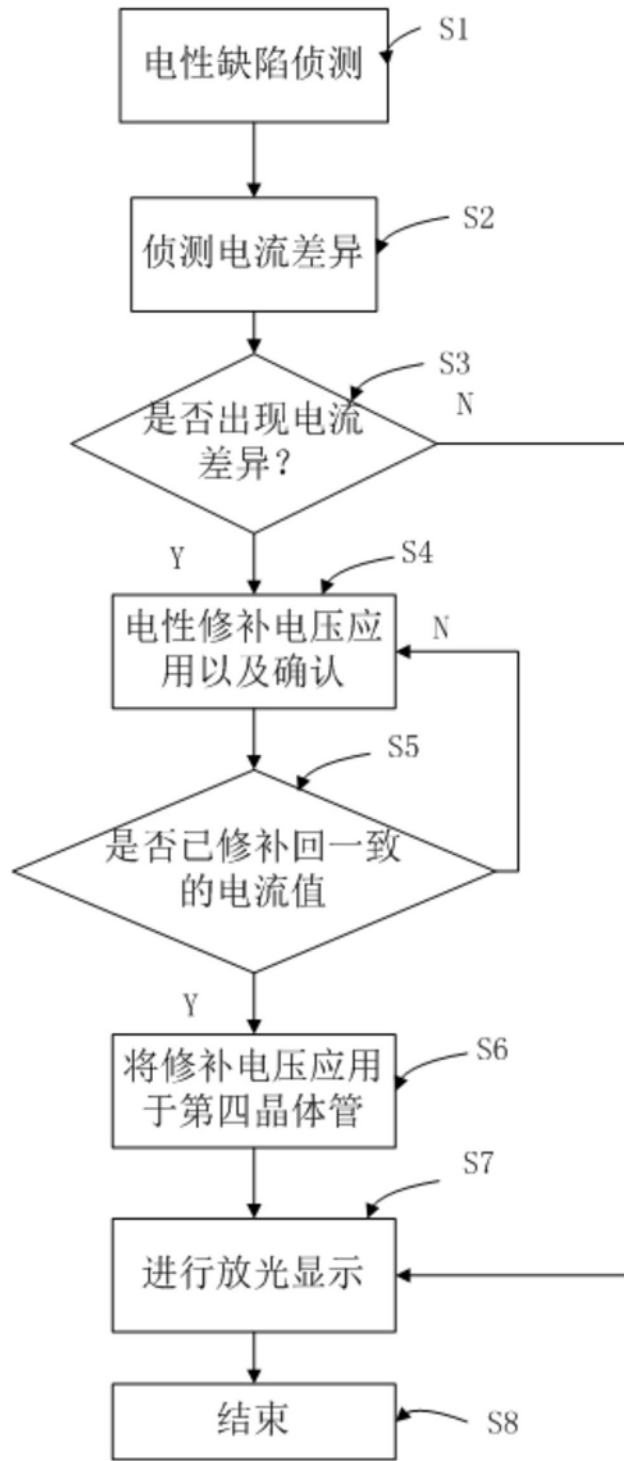 S1
电性缺陷侦测
S2
侦测电流差异
S3
N
是否出现电流
差异?
Y
S4
电性修补电压应
用以及确认
N
S5
是否已修补回一致
的电流值
Y
S6
将修补电压应用
于第四晶体管
S7
进行放光显示
结束
S8